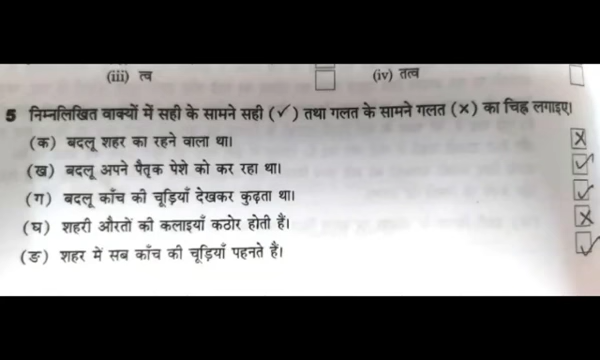 (iii) त्व (iv) तत्व
5 निम्नलिखित वाक्यों में सही के सामने सही (✓) तथा गलत के सामने गलत (×) का चिह्न लगाइए।
(क) बदलू शहर का रहने वाला था। ×
(ख) बदलू अपने पैतृक पेशे को कर रहा था। ✓
(ग) बदलू काँच की चूड़ियाँ देखकर कुढ़ता था। ✓
(घ) शहरी औरतों की कलाइयाँ कठोर होती हैं। ×
(ङ) शहर में सब काँच की चूड़ियाँ पहनते हैं। ✓